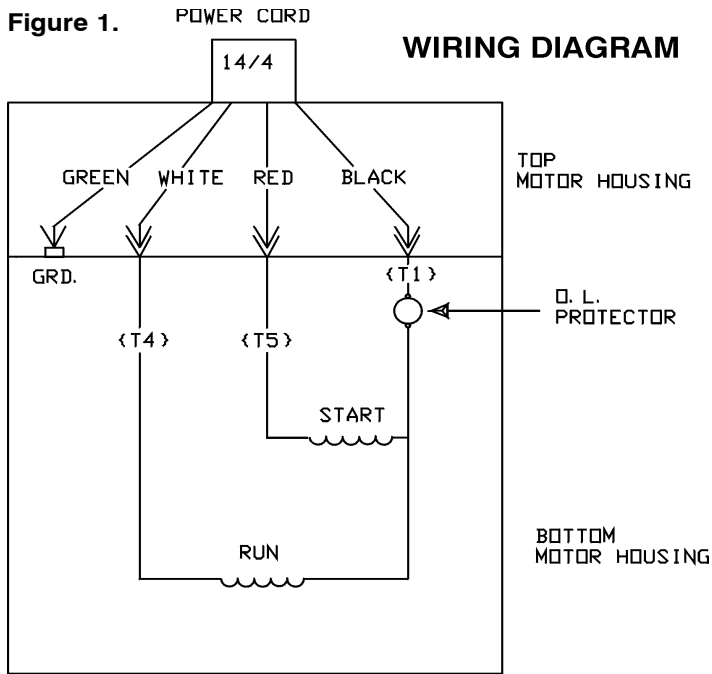 Figure 1.
POWER CORD
WIRING DIAGRAM
14/4
GREEN
WHITE
RED
BLACK
TOP
MOTOR HOUSING
GRD.
{T1}
O. L.
PROTECTOR
{T4}
{T5}
START
RUN
BOTTOM
MOTOR HOUSING